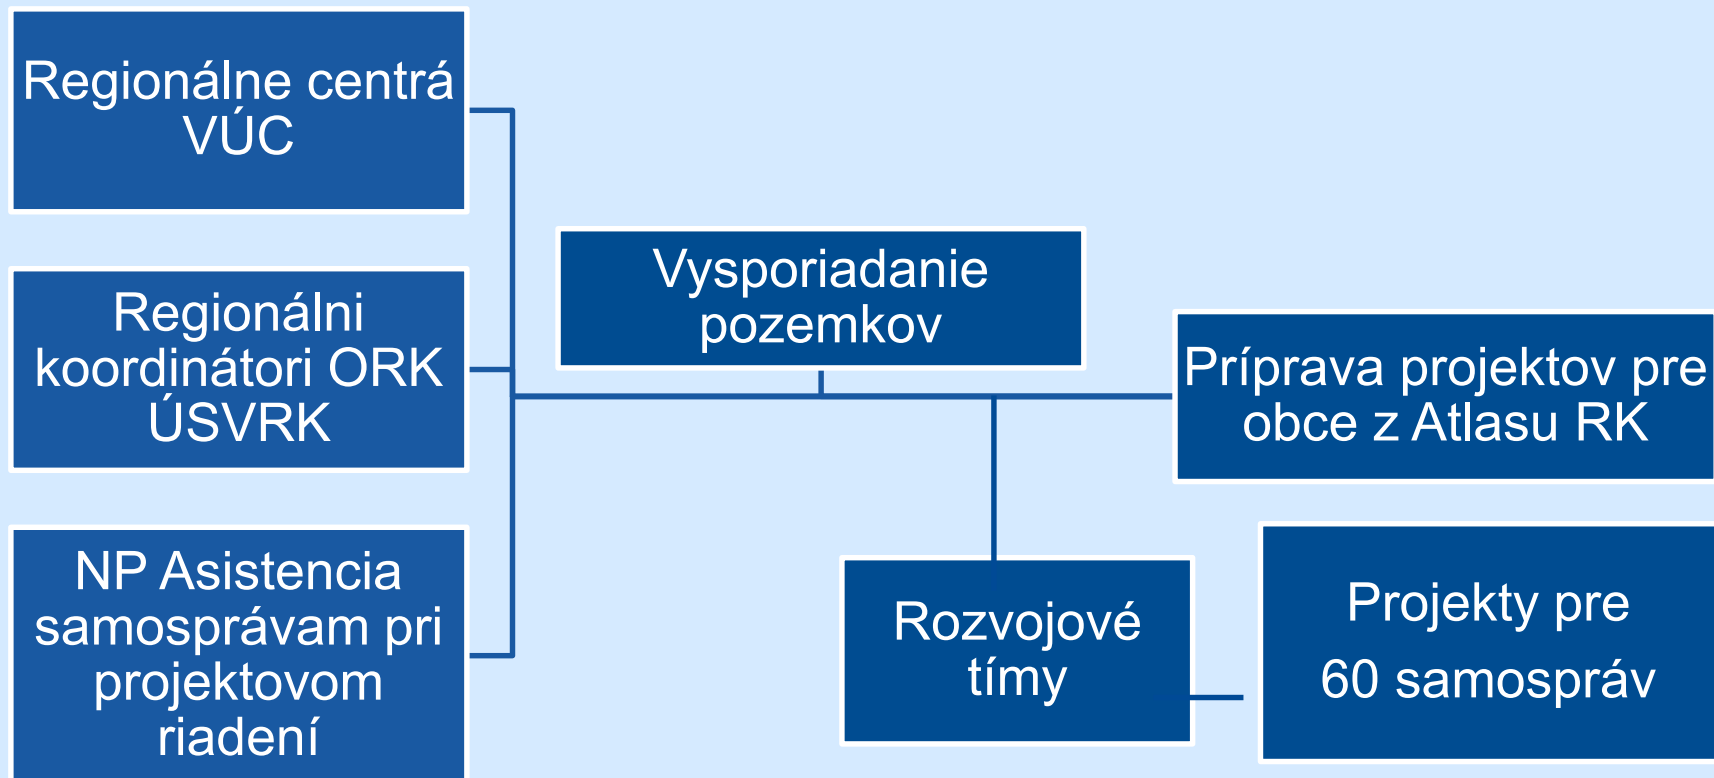 Regionálne centrá
VÚC
Regionálni
koordinátori ORK
ÚSVRK
NP Asistencia
samosprávam pri
projektovom
riadení
Vysporiadanie
pozemkov
Príprava projektov pre
obce z Atlasu RK
Rozvojové
tímy
Projekty pre
60 samospráv